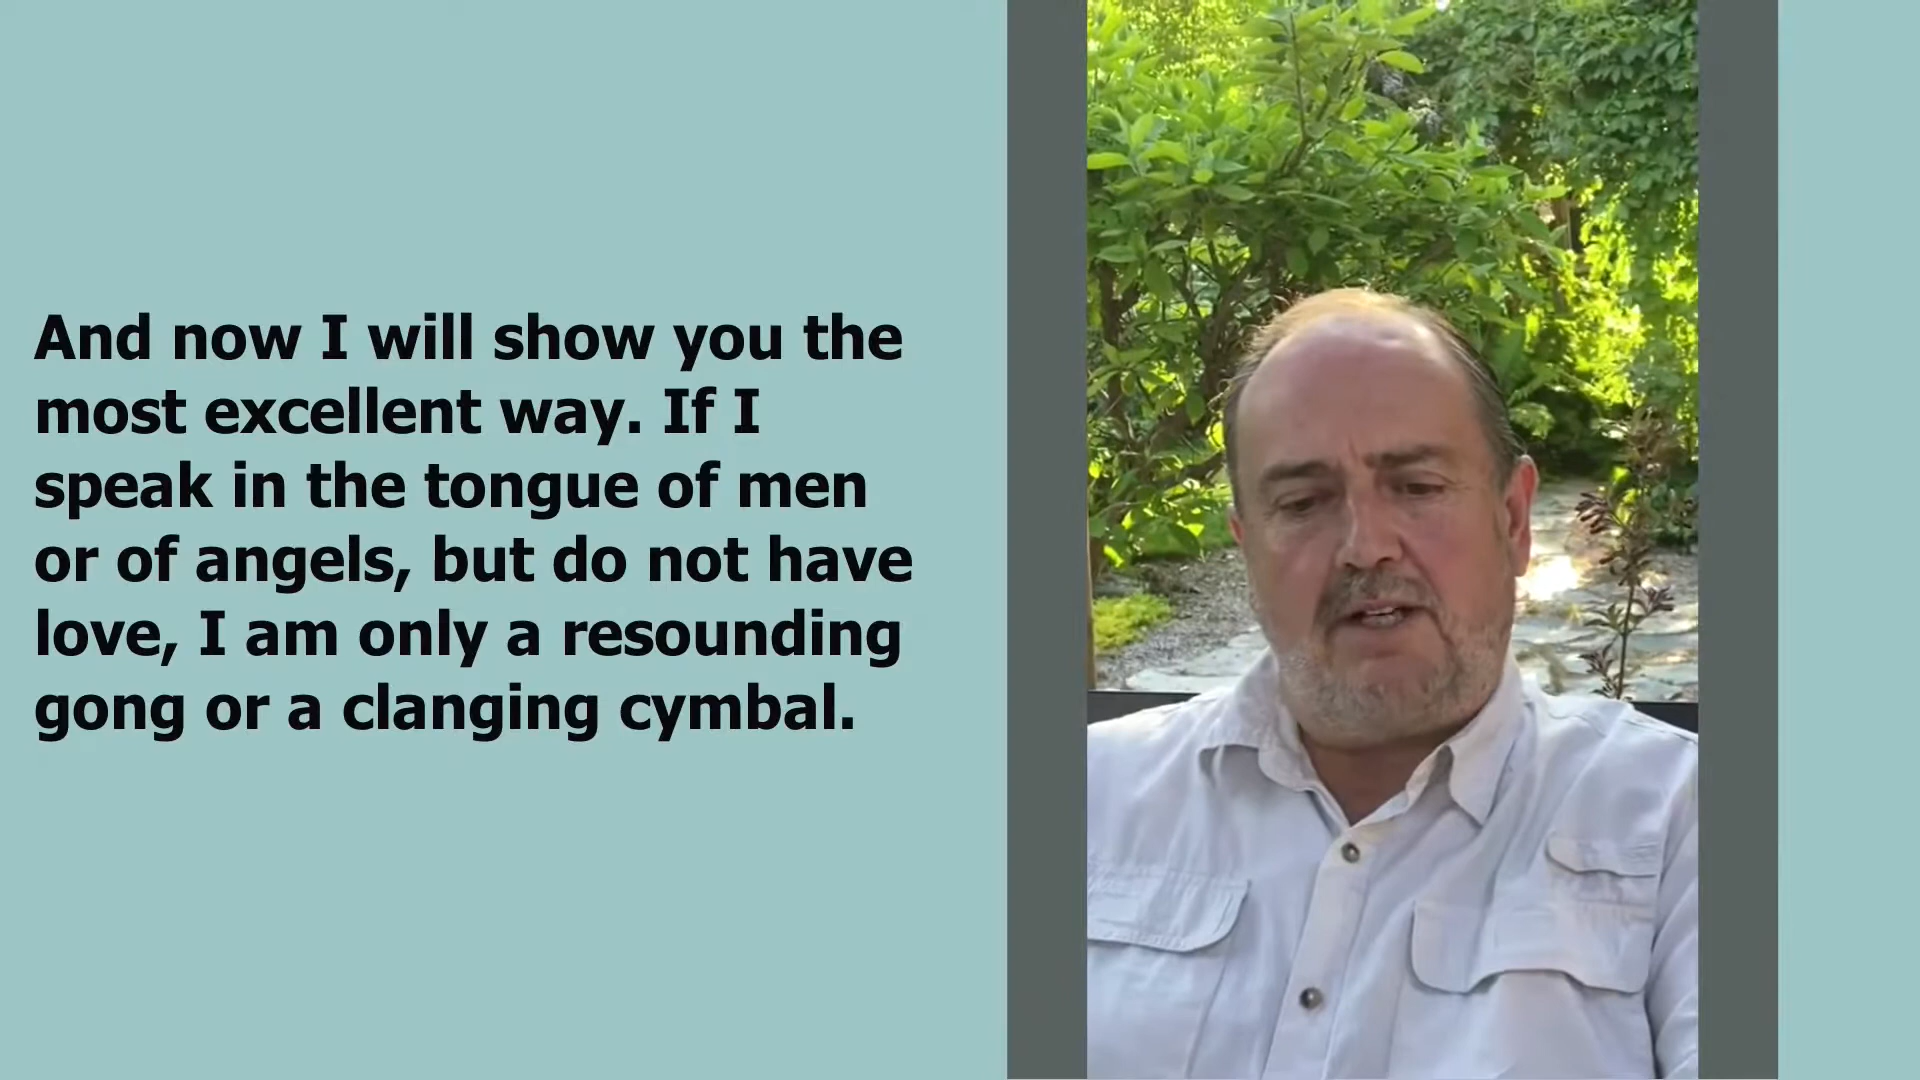 And now I will show you the
most excellent way. If I
speak in the tongue of men
or of angels, but do not have
love, I am only a resounding
gong or a clanging cymbal.